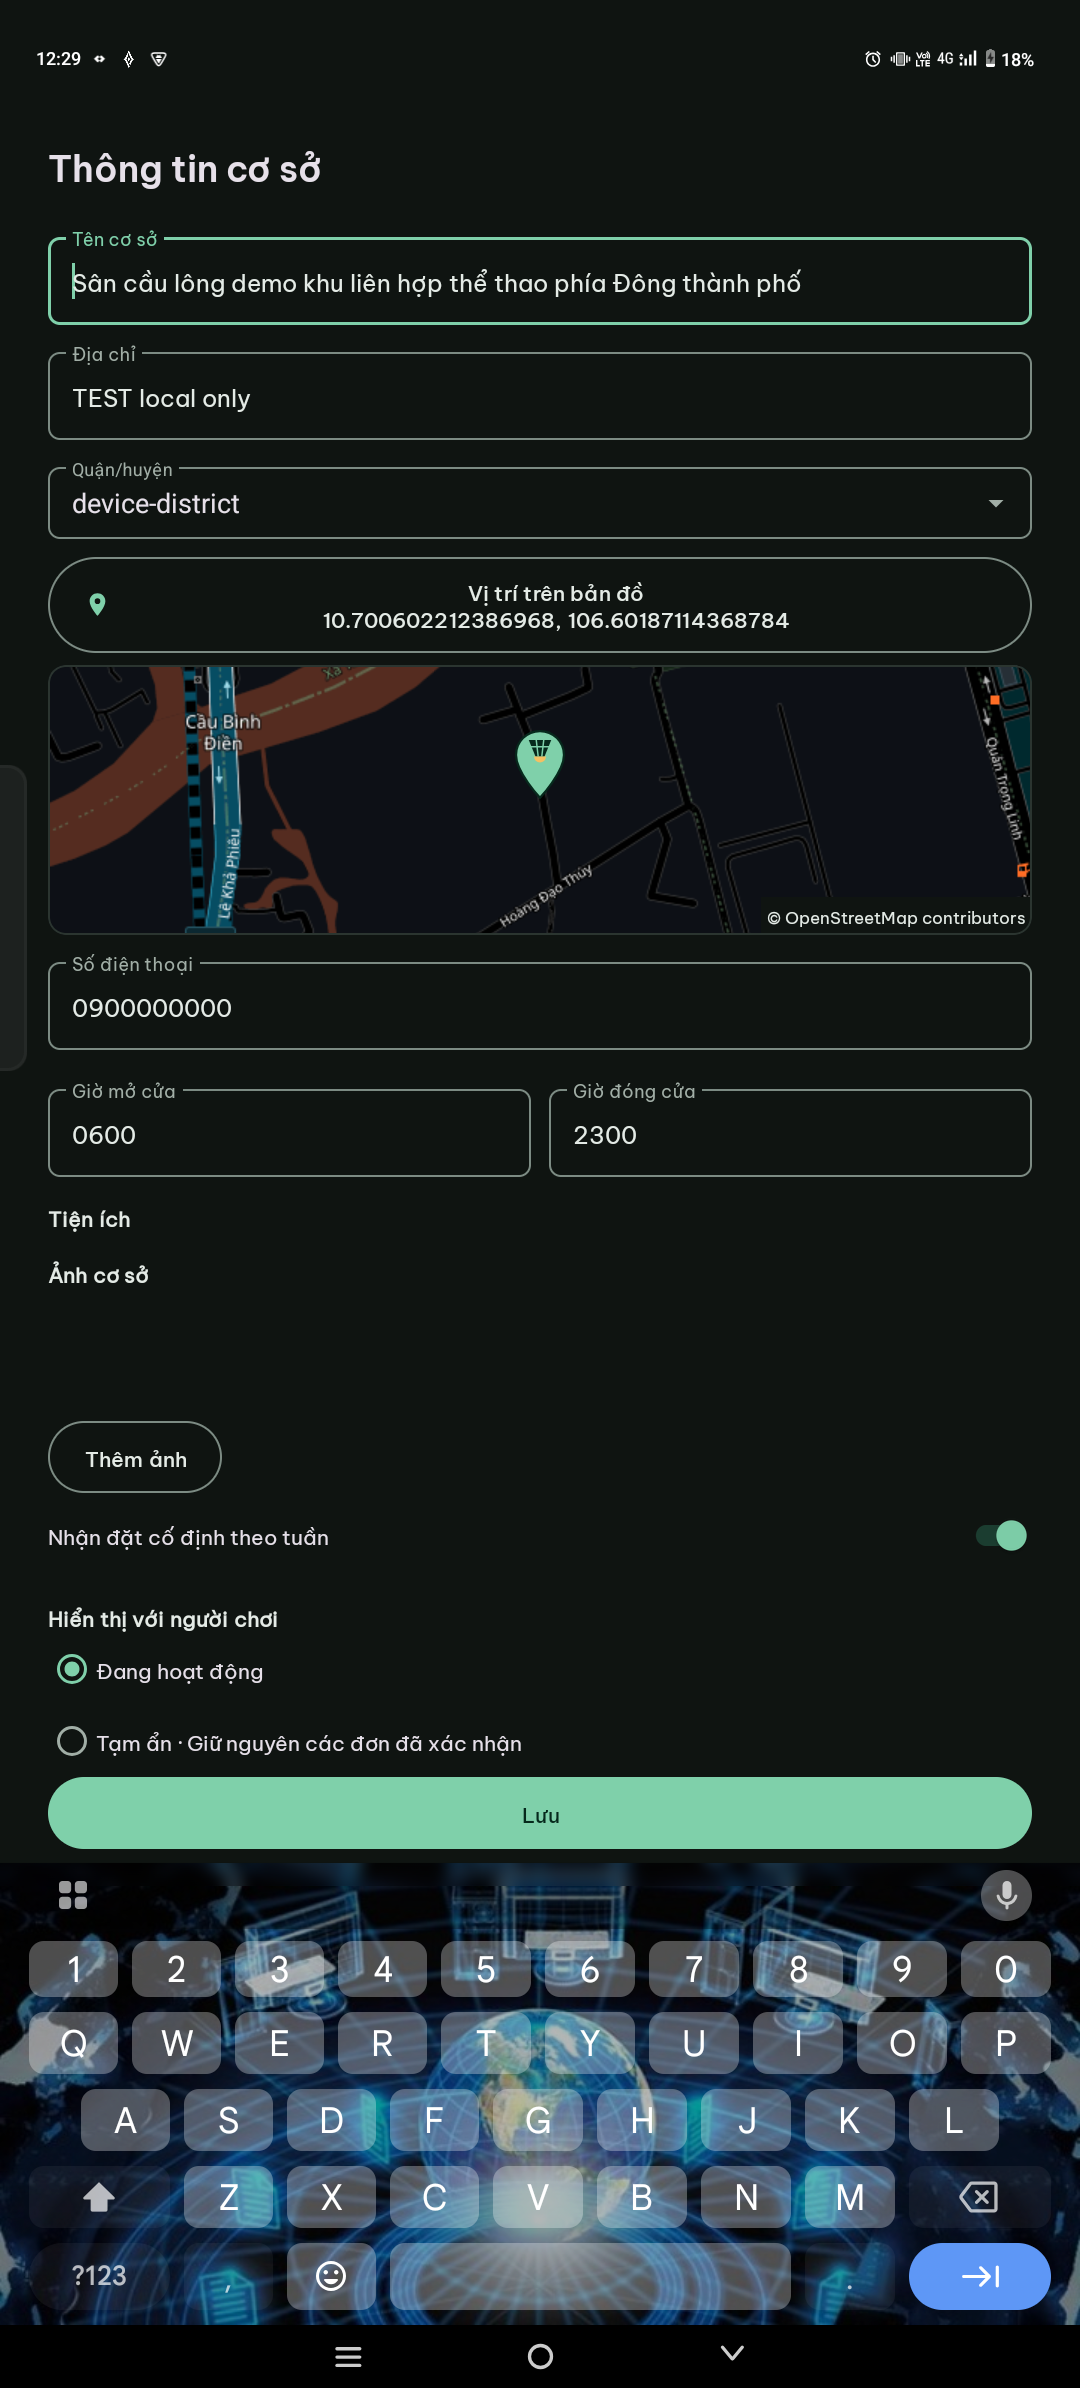 12:29
Vo) LTE 4G 18%
Thông tin cơ sở
Tên cơ sở
Sân cầu lông demo khu liên hợp thể thao phía Đông thành phố
Địa chỉ
TEST local only
Quận/huyện
device-district
Vị trí trên bản đồ
10.700602212386968, 106.60187114368784
Cầu Bình
Điền
Lê Khả Phiêu
Hoàng Đạo Thúy
Quản Trọng Linh
© OpenStreetMap contributors
Số điện thoại
0900000000
Giờ mở cửa
Giờ đóng cửa
0600
2300
Tiện ích
Ảnh cơ sở
Thêm ảnh
Nhận đặt cố định theo tuần
Hiển thị với người chơi
Đang hoạt động
Tạm ẩn · Giữ nguyên các đơn đã xác nhận
Lưu
1 2 3 4 5 6 7 8 9 0
Q W E R T Y U I O P
A S D F G H J K L
Z X C V B N M
?123 , .